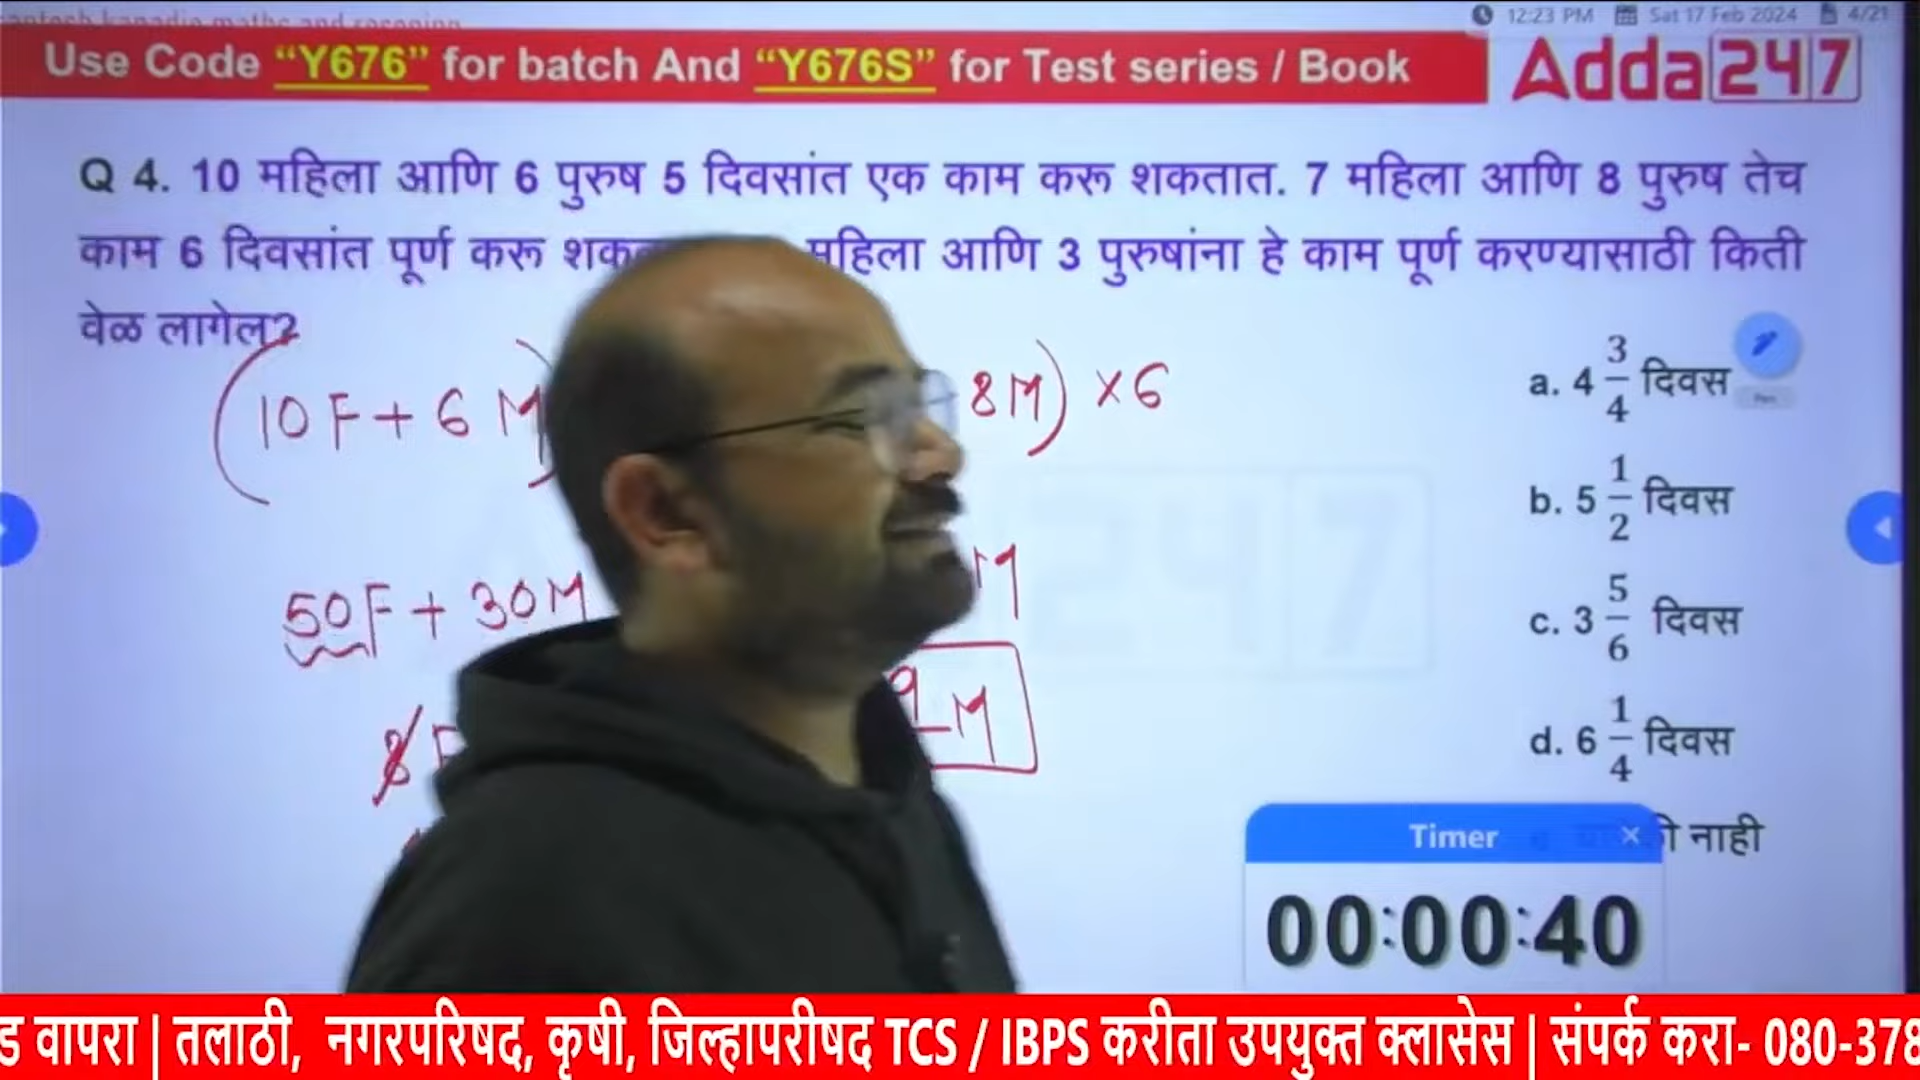 12:23 PM Sat 17 Feb 2024 4/21
Use Code “Y676” for batch And “Y676S” for Test series / Book
Adda247
Q 4. 10 महिला आणि 6 पुरुष 5 दिवसांत एक काम करू शकतात. 7 महिला आणि 8 पुरुष तेच
काम 6 दिवसांत पूर्ण करू महिला आणि 3 पुरुषांना हे काम पूर्ण करण्यासाठी किती
वेळ लागेल?
(10F + 6M) 8M) ×6
50F + 30M M
8 F 9 M
a. 4 3/4 दिवस
b. 5 1/2 दिवस
c. 3 5/6 दिवस
d. 6 1/4 दिवस
नाही
Timer ×
00:00:40
247
वापरा | तलाठी, नगरपरिषद, कृषी, जिल्हापरीषद TCS / IBPS करीता उपयुक्त क्लासेस | संपर्क करा- 080-378